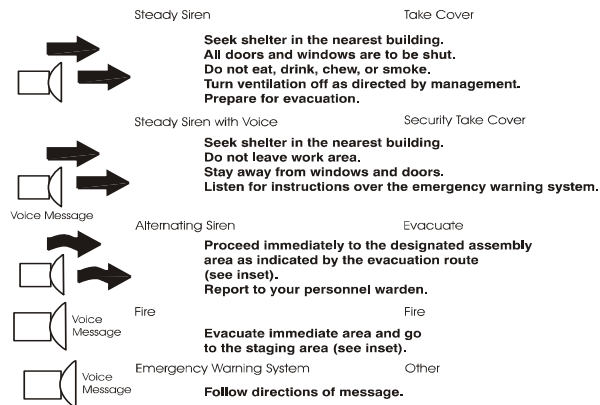 Steady Siren Take Cover
Seek shelter in the nearest building.
All doors and windows are to be shut.
Do not eat, drink, chew, or smoke.
Turn ventilation off as directed by management.
Prepare for evacuation.
Steady Siren with Voice Security Take Cover
Seek shelter in the nearest building.
Do not leave work area.
Stay away from windows and doors.
Listen for instructions over the emergency warning system.
Voice Message
Alternating Siren Evacuate
Proceed immediately to the designated assembly
area as indicated by the evacuation route
(see inset).
Report to your personnel warden.
Fire Fire
Voice
Message
Evacuate immediate area and go
to the staging area (see inset).
Emergency Warning System Other
Voice
Message
Follow directions of message.